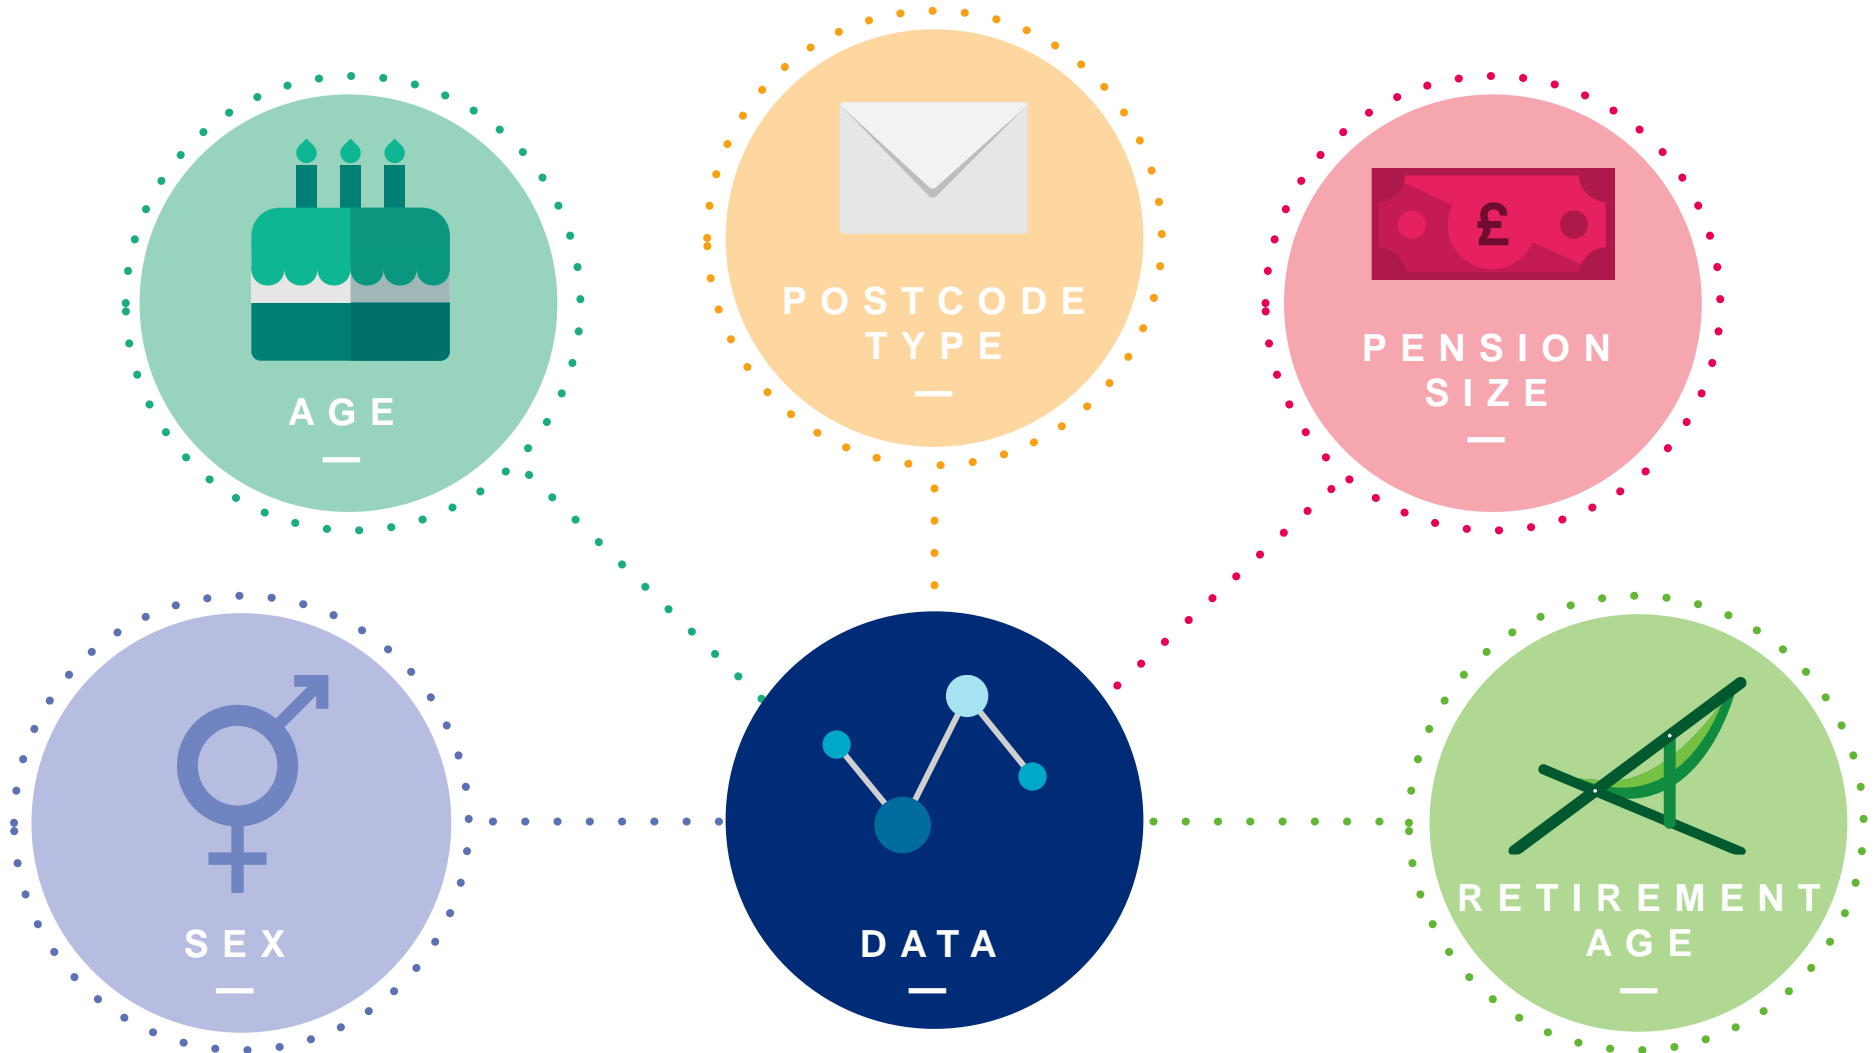 AGE
POSTCODE
TYPE
£
PENSION
SIZE
SEX
DATA
RETIREMENT
AGE